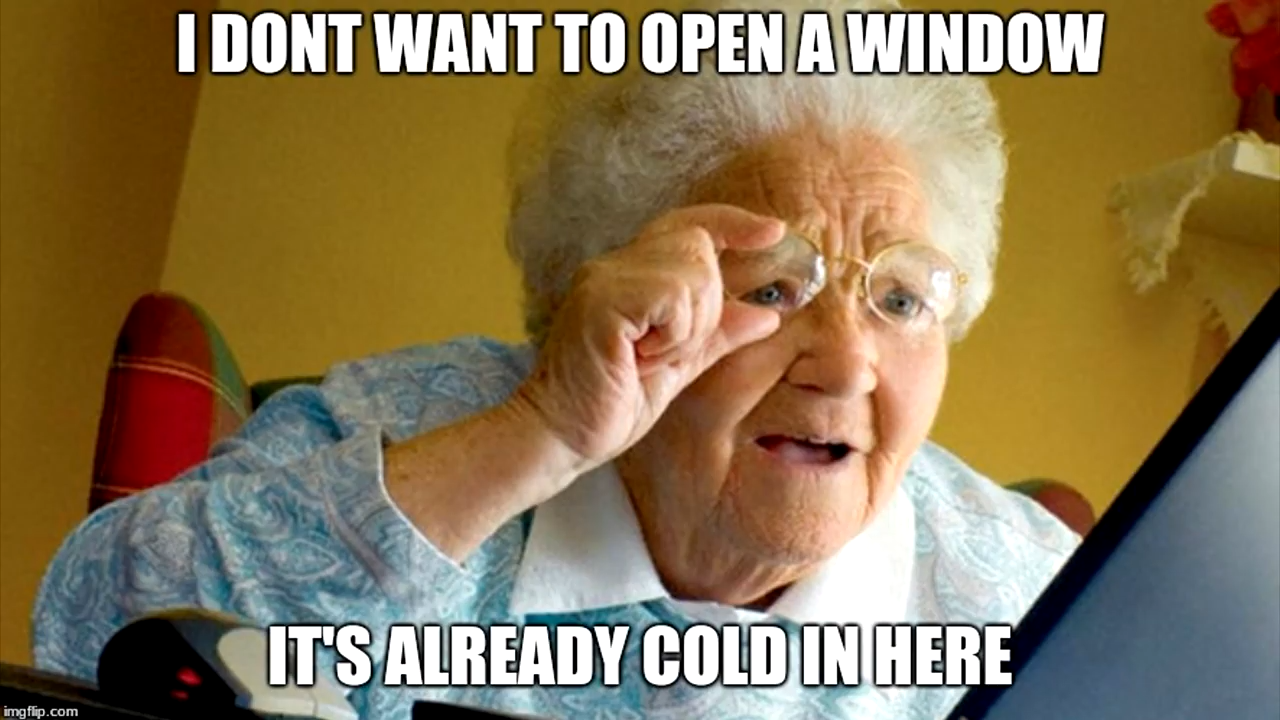 I DONT WANT TO OPEN A WINDOW
IT'S ALREADY COLD IN HERE
imgflip.com